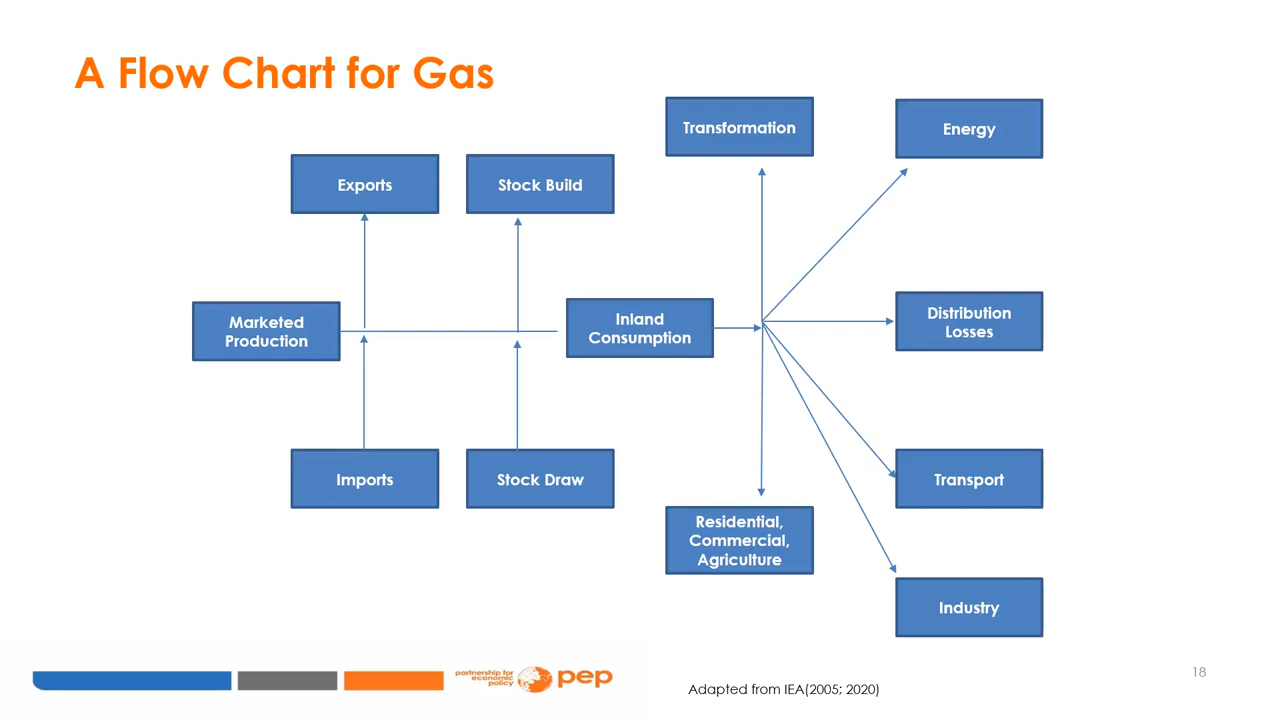 A Flow Chart for Gas
Transformation
Energy
Exports
Stock Build
Marketed
Production
Inland
Consumption
Distribution
Losses
Imports
Stock Draw
Transport
Residential,
Commercial,
Agriculture
Industry
partnership for
economic
policy
pep
Adapted from IEA(2005; 2020)
18